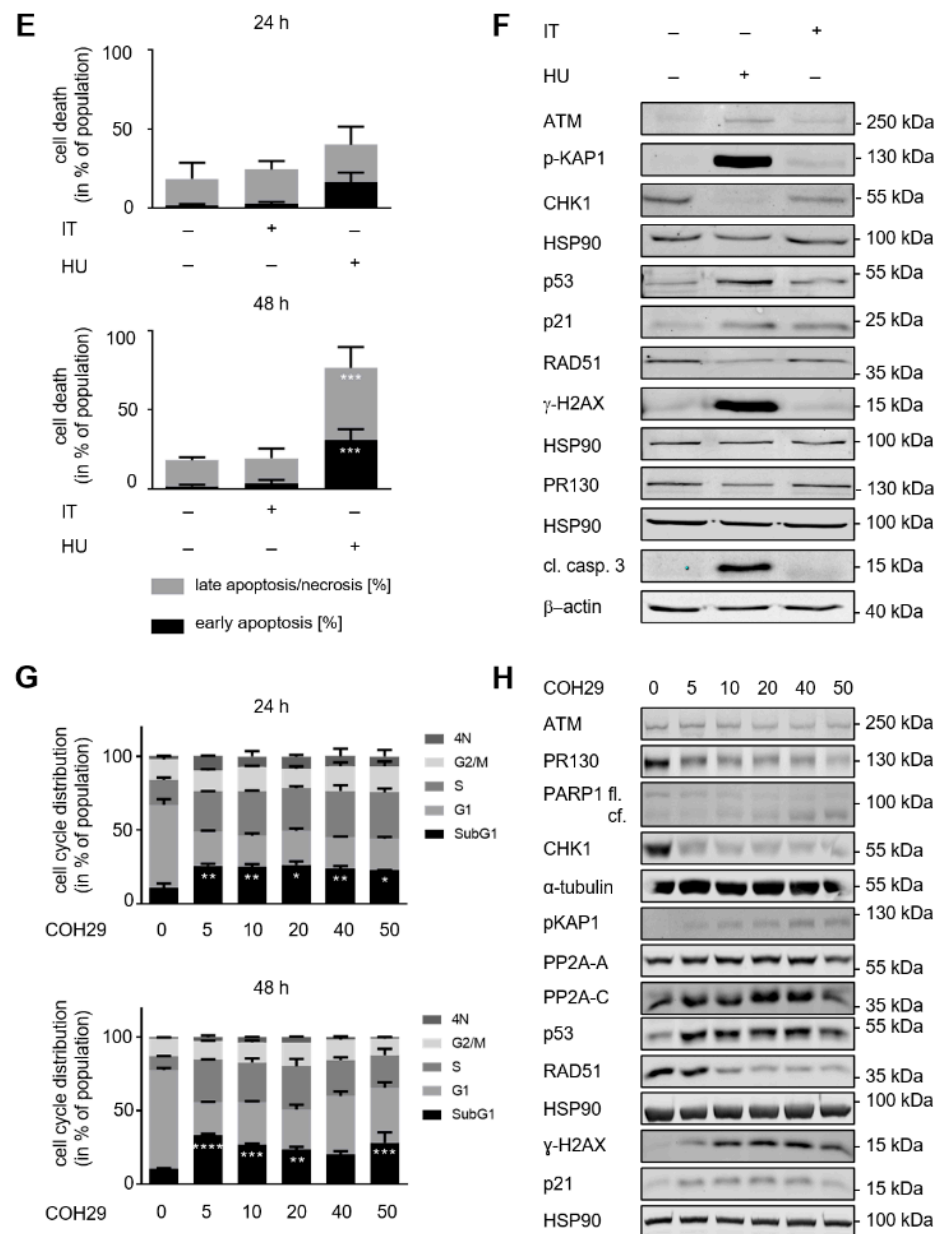 E
24 h
cell death
(in % of population)
100
50
0
IT – + –
HU – – +
48 h
cell death
(in % of population)
100
50
0
***
***
IT – + –
HU – – +
late apoptosis/necrosis [%]
early apoptosis [%]
F
IT – – +
HU – + –
ATM - 250 kDa
p-KAP1 - 130 kDa
CHK1 - 55 kDa
HSP90 - 100 kDa
p53 - 55 kDa
p21 - 25 kDa
RAD51 - 35 kDa
γ-H2AX - 15 kDa
HSP90 - 100 kDa
PR130 - 130 kDa
HSP90 - 100 kDa
cl. casp. 3 - 15 kDa
β–actin - 40 kDa
G
24 h
cell cycle distribution
(in % of population)
100
50
0
** ** * ** *
4N
G2/M
S
G1
SubG1
COH29 0 5 10 20 40 50
48 h
cell cycle distribution
(in % of population)
100
50
0
**** *** ** ***
4N
G2/M
S
G1
SubG1
COH29 0 5 10 20 40 50
H
COH29 0 5 10 20 40 50
ATM - 250 kDa
PR130 - 130 kDa
PARP1 fl. - 100 kDa
cf.
CHK1 - 55 kDa
α-tubulin - 55 kDa
pKAP1 - 130 kDa
PP2A-A - 55 kDa
PP2A-C - 35 kDa
p53 - 55 kDa
RAD51 - 35 kDa
HSP90 - 100 kDa
ɣ-H2AX - 15 kDa
p21 - 15 kDa
HSP90 - 100 kDa